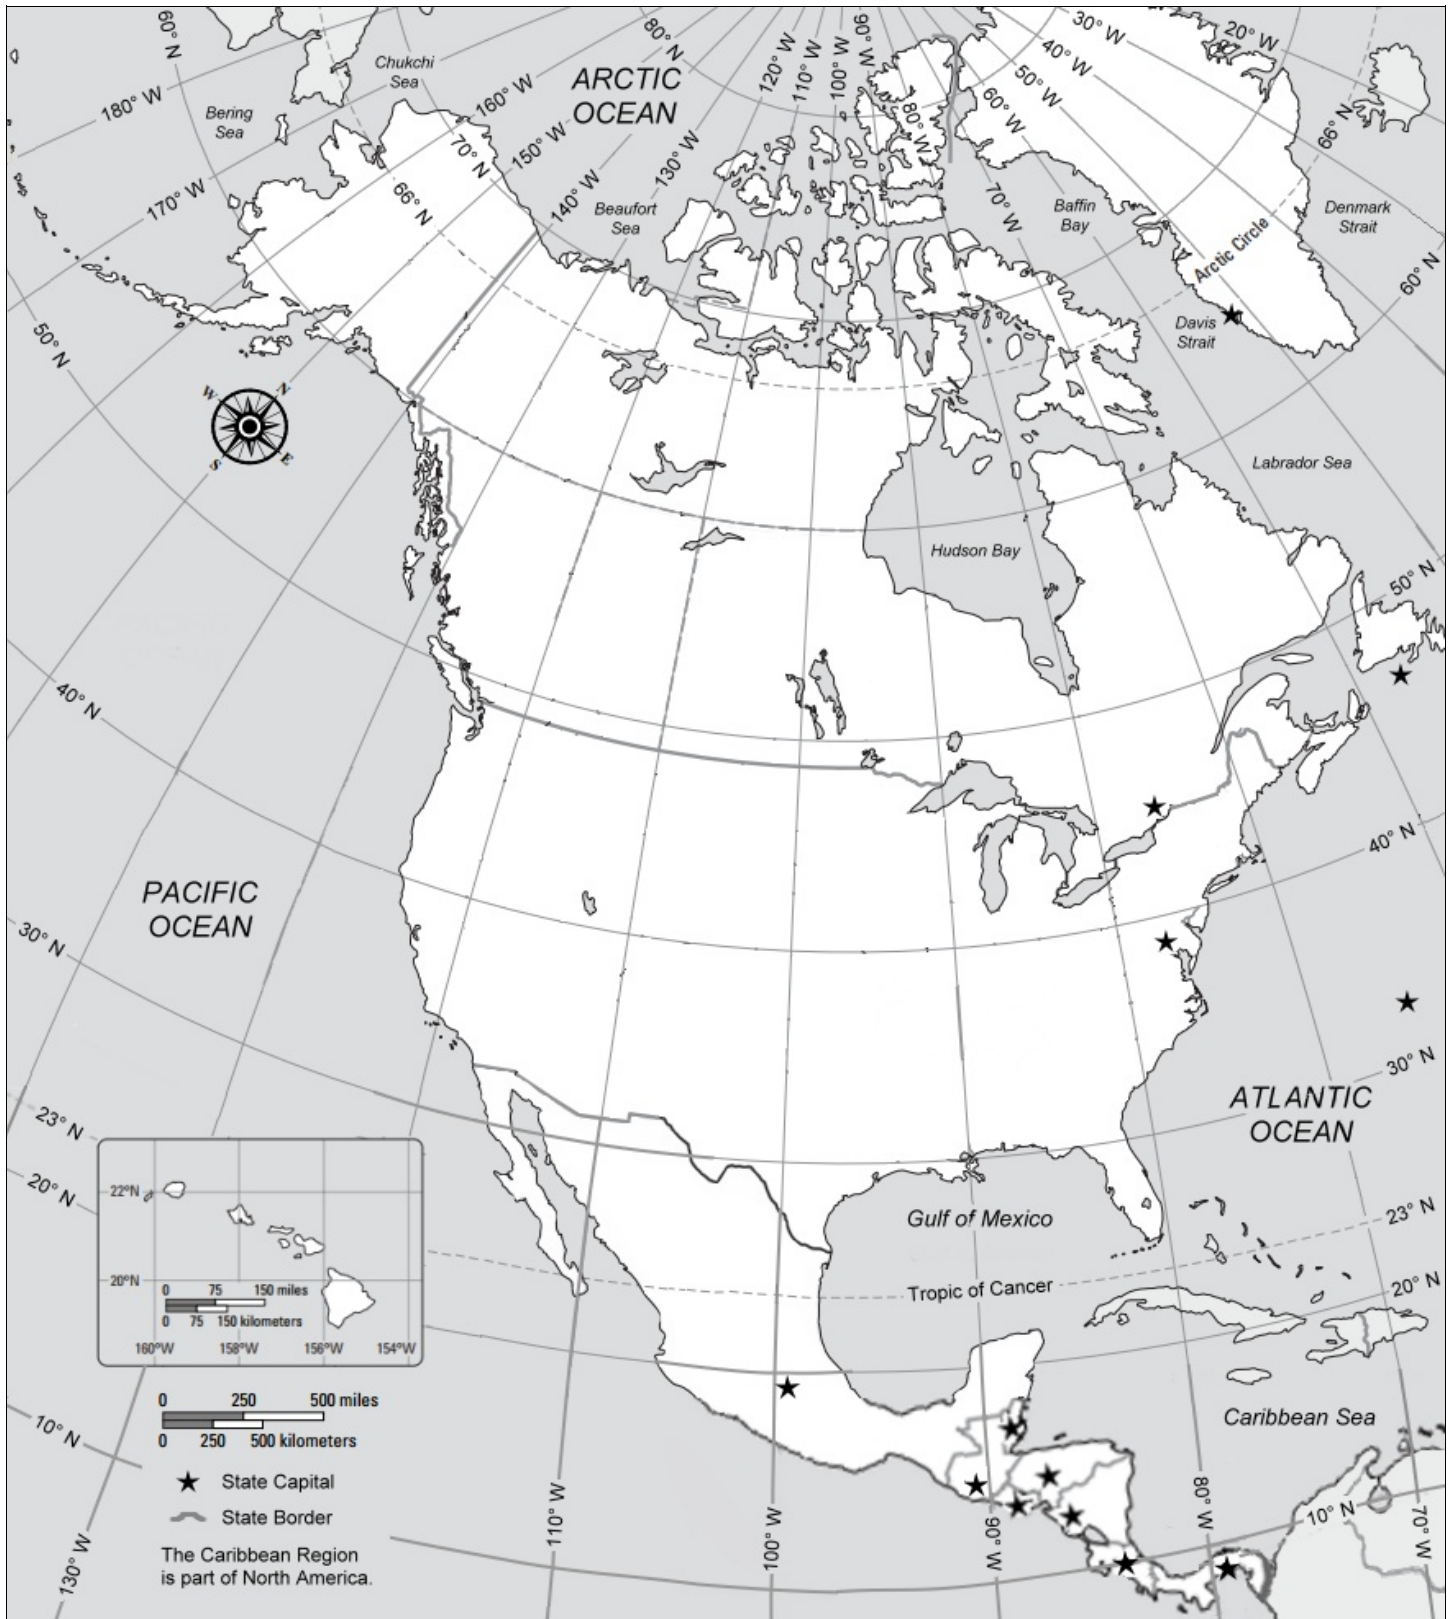 60° N
180° W
Bering
Sea
170° W
Chukchi
Sea
160° W
150° W
140° W
130° W
70° N
66° N
ARCTIC
OCEAN
80° N
120° W
110° W
100° W
90° W
80° W
70° W
60° W
50° W
40° W
30° W
20° W
66° N
Beaufort
Sea
Baffin
Bay
Arctic Circle
Denmark
Strait
60° N
Davis
Strait
50° N
N
W
E
S
Labrador Sea
Hudson Bay
50° N
40° N
40° N
PACIFIC
OCEAN
30° N
30° N
ATLANTIC
OCEAN
23° N
20° N
Gulf of Mexico
23° N
Tropic of Cancer
20° N
22°N
20°N
0 75 150 miles
0 75 150 kilometers
160°W 158°W 156°W 154°W
0 250 500 miles
0 250 500 kilometers
Caribbean Sea
10° N
State Capital
State Border
The Caribbean Region
is part of North America.
130° W
110° W
100° W
90° W
80° W
10° N
70° W